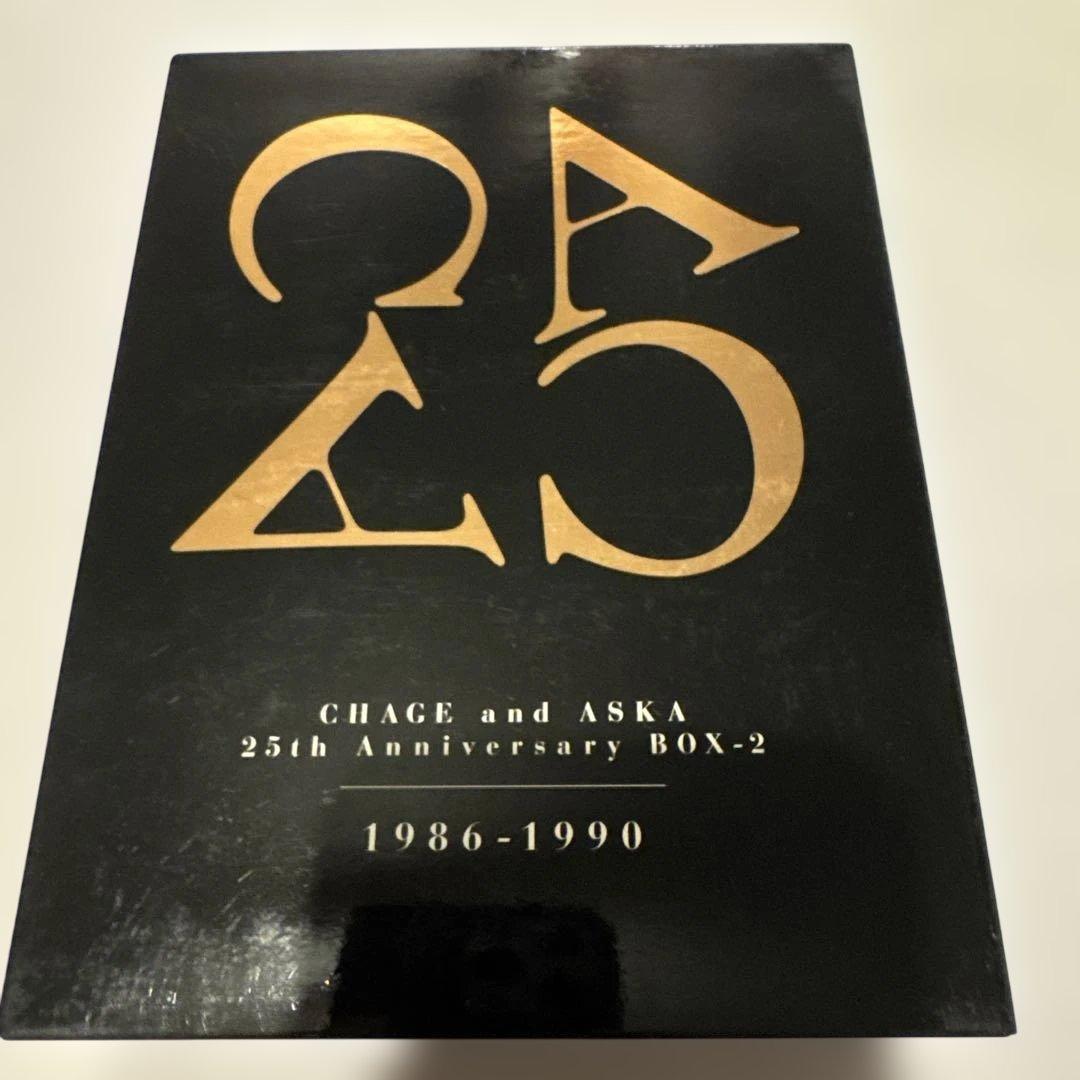 C A
A C
CHAGE and ASKA
25th Anniversary BOX-2
1986-1990